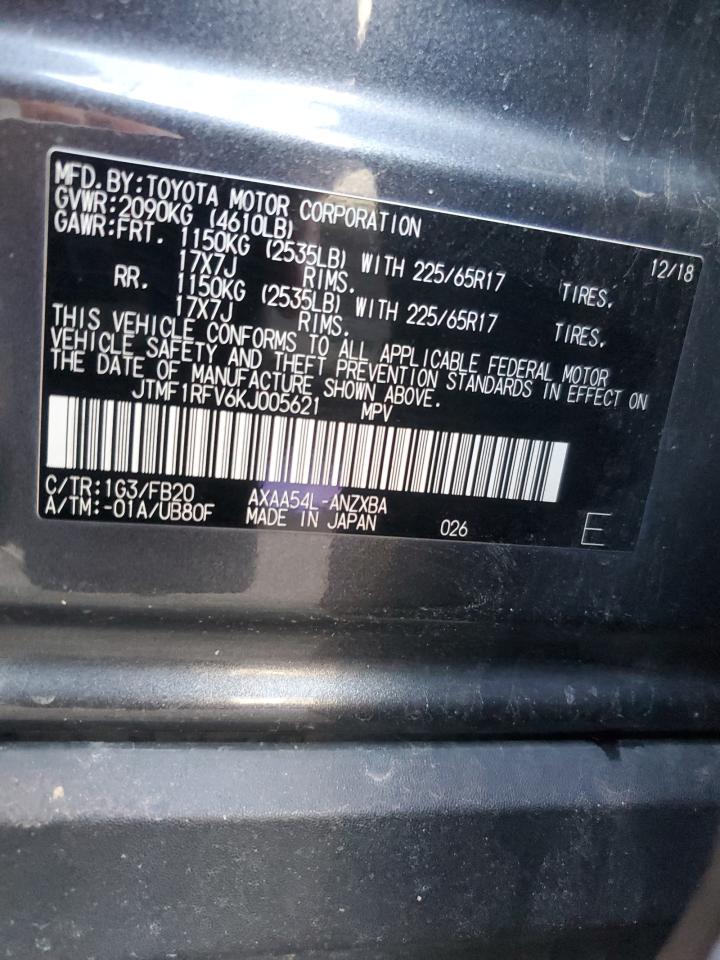 MFD.BY:TOYOTA MOTOR CORPORATION 12/18
GVWR:2090KG (4610LB)
GAWR:FRT. 1150KG (2535LB) WITH 225/65R17 TIRES,
17X7J RIMS.
RR. 1150KG (2535LB) WITH 225/65R17 TIRES,
17X7J RIMS.
THIS VEHICLE CONFORMS TO ALL APPLICABLE FEDERAL MOTOR
VEHICLE SAFETY AND THEFT PREVENTION STANDARDS IN EFFECT ON
THE DATE OF MANUFACTURE SHOWN ABOVE.
JTMF1RFV6KJ005621 MPV
C/TR:1G3/FB20 AXAA54L-ANZXBA
A/TM:-01A/UB80F MADE IN JAPAN 026 E